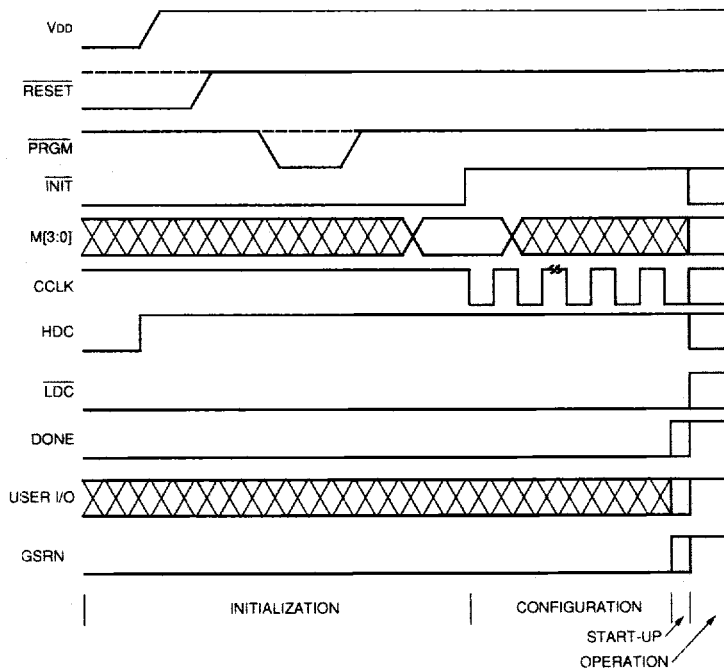 VDD
RESET
PRGM
INIT
M[3:0]
CCLK
HDC
LDC
DONE
USER I/O
GSRN
INITIALIZATION
CONFIGURATION
START-UP
OPERATION